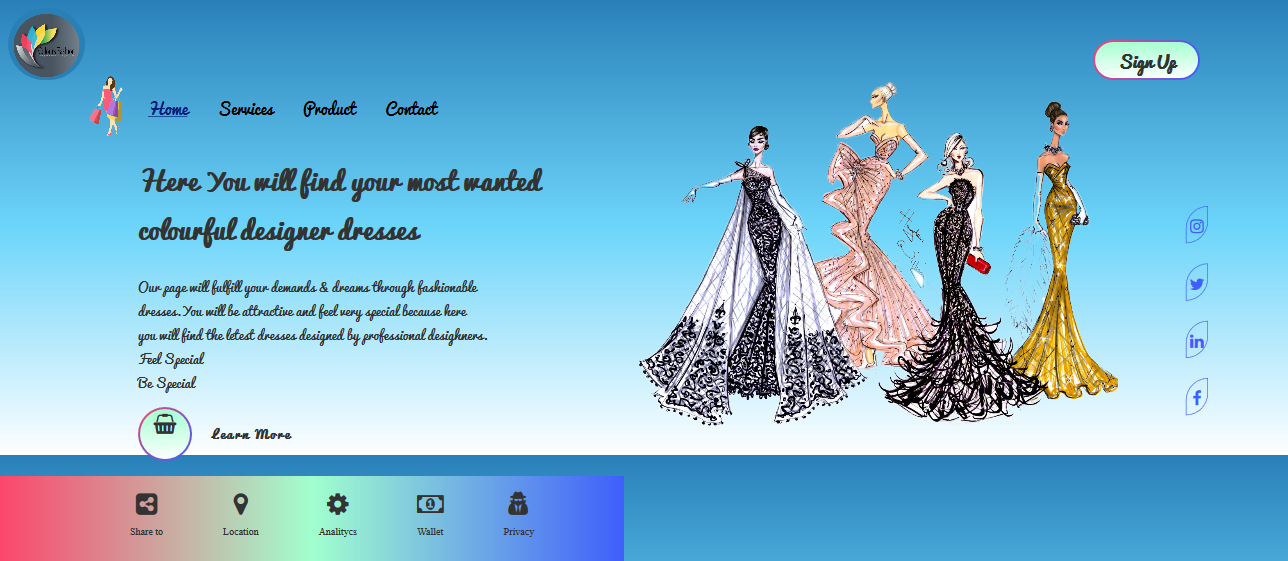 Colours Fashion
Sign Up
Home Services Product Contact
Here You will find your most wanted
colourful designer dresses
Our page will fulfill your demands & dreams through fashionable
dresses.You will be attractive and feel very special because here
you will find the letest dresses designed by professional desighners.
Feel Special
Be Special
Learn More
Share to Location Analitycs Wallet Privacy